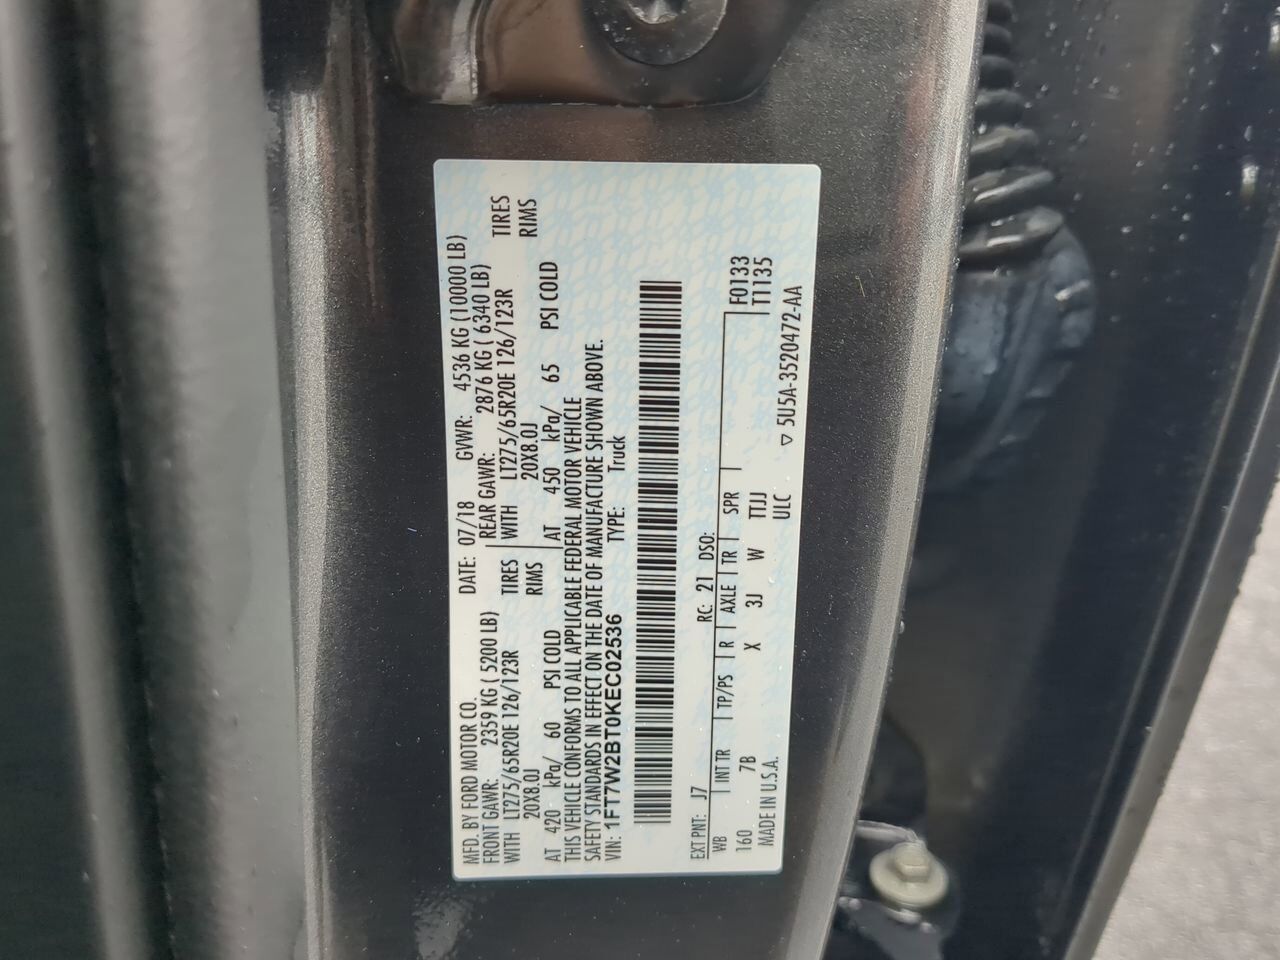 MFD. BY FORD MOTOR CO. DATE: 07/18 GVWR: 4536 KG (10000 LB)
FRONT GAWR: 2359 KG ( 5200 LB) REAR GAWR: 2876 KG ( 6340 LB)
WITH LT275/65R20E 126/123R TIRES WITH LT275/65R20E 126/123R TIRES
20X8.0J RIMS 20X8.0J RIMS
AT 420 kPa/ 60 PSI COLD AT 450 kPa/ 65 PSI COLD
THIS VEHICLE CONFORMS TO ALL APPLICABLE FEDERAL MOTOR VEHICLE
SAFETY STANDARDS IN EFFECT ON THE DATE OF MANUFACTURE SHOWN ABOVE.
VIN: 1FT7W2BT0KEC02536 TYPE: Truck
EXT PNT: J7 RC: 21 DSO:
WB INT TR TP/PS R AXLE TR SPR F0133
160 7B X 3J W TIJJ T1135
MADE IN U.S.A. ULC ▽ 5U5A-3520472-AA